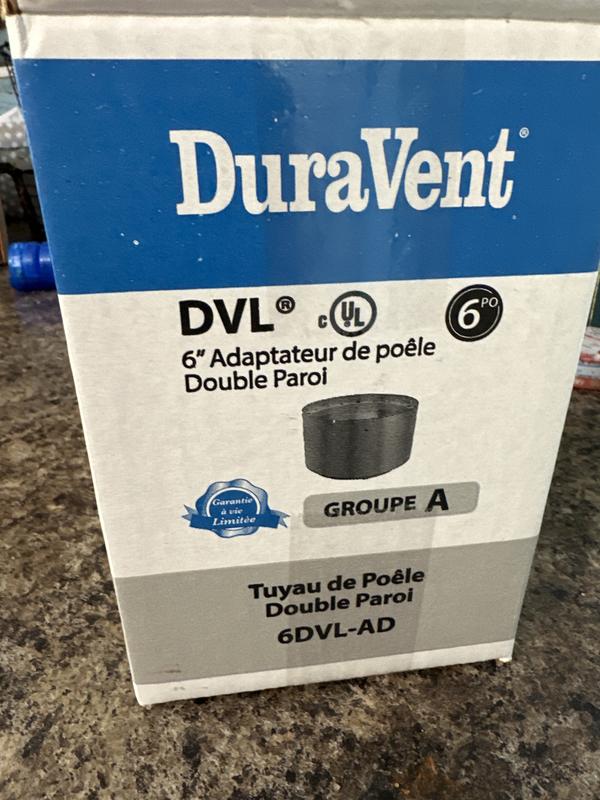 DuraVent®
DVL® cULus 6PO
6" Adaptateur de poêle
Double Paroi
Garantie
à vie
Limitée
GROUPE A
Tuyau de Poêle
Double Paroi
6DVL-AD